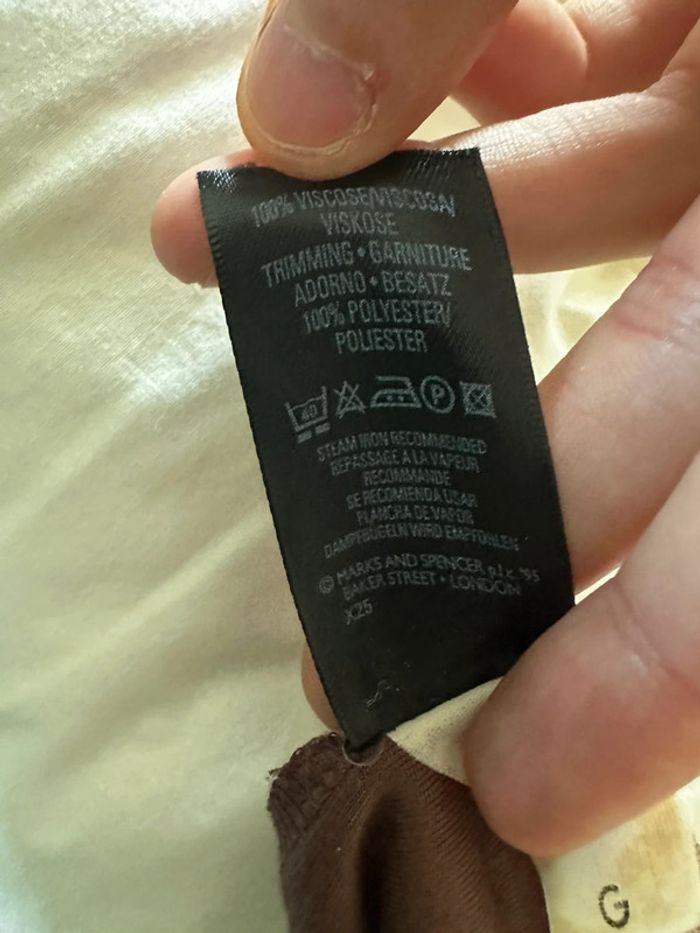 100% VISCOSE/VISCOSA/
VISKOSE
TRIMMING • GARNITURE
ADORNO • BESATZ
100% POLYESTER/
POLIESTER
40 P
STEAM IRON RECOMMENDED
REPASSAGE A LA VAPEUR
RECOMMANDE
SE RECOMIENDA USAR
PLANCHA DE VAPOR
DAMPFBÜGELN WIRD EMPFOHLEN
© MARKS AND SPENCER p.l.c. '95
BAKER STREET • LONDON
X25
G